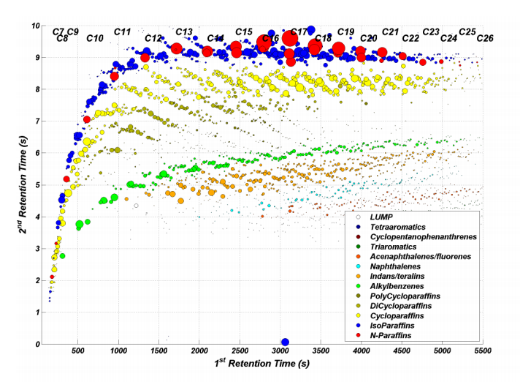 C7 C9 C11 C13 C15 C17 C19 C21 C23 C25
C8 C10 C12 C14 C16 C18 C20 C22 C24 C26
10
9
8
7
6
5
4
3
2
1
0
2nd Retention Time (s)
LUMP
Tetraaromatics
Cyclopentanophenanthrenes
Triaromatics
Acenaphthalenes/fluorenes
Naphthalenes
Indans/teralins
Alkylbenzenes
PolyCycloparaffins
DiCycloparaffins
Cycloparaffins
IsoParaffins
N-Paraffins
500 1000 1500 2000 2500 3000 3500 4000 4500 5000 5500
1st Retention Time (s)